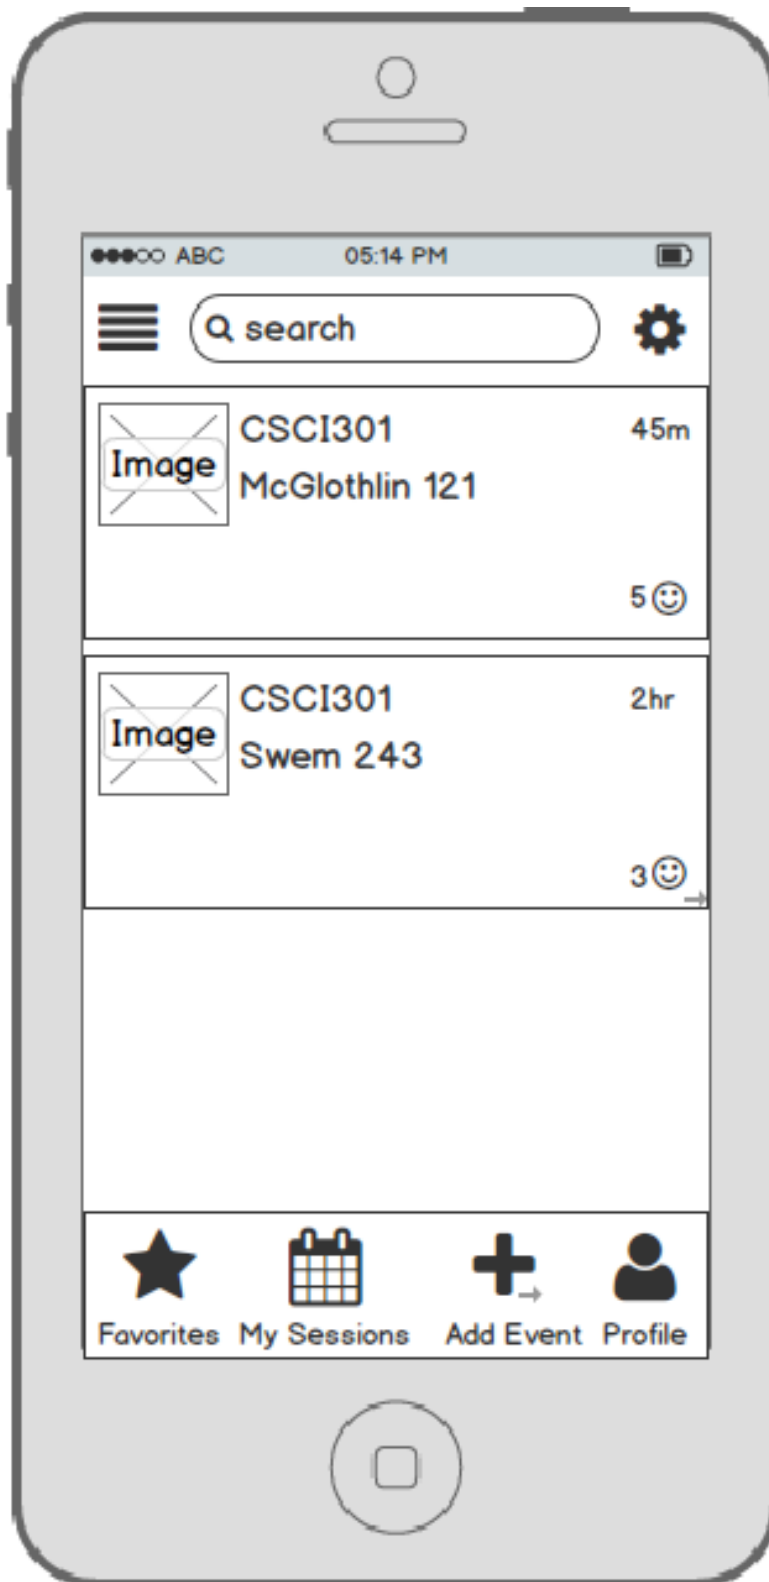 ABC 05:14 PM
search
Image
CSCI301 45m
McGlothlin 121
5
Image
CSCI301 2hr
Swem 243
3
Favorites My Sessions Add Event Profile